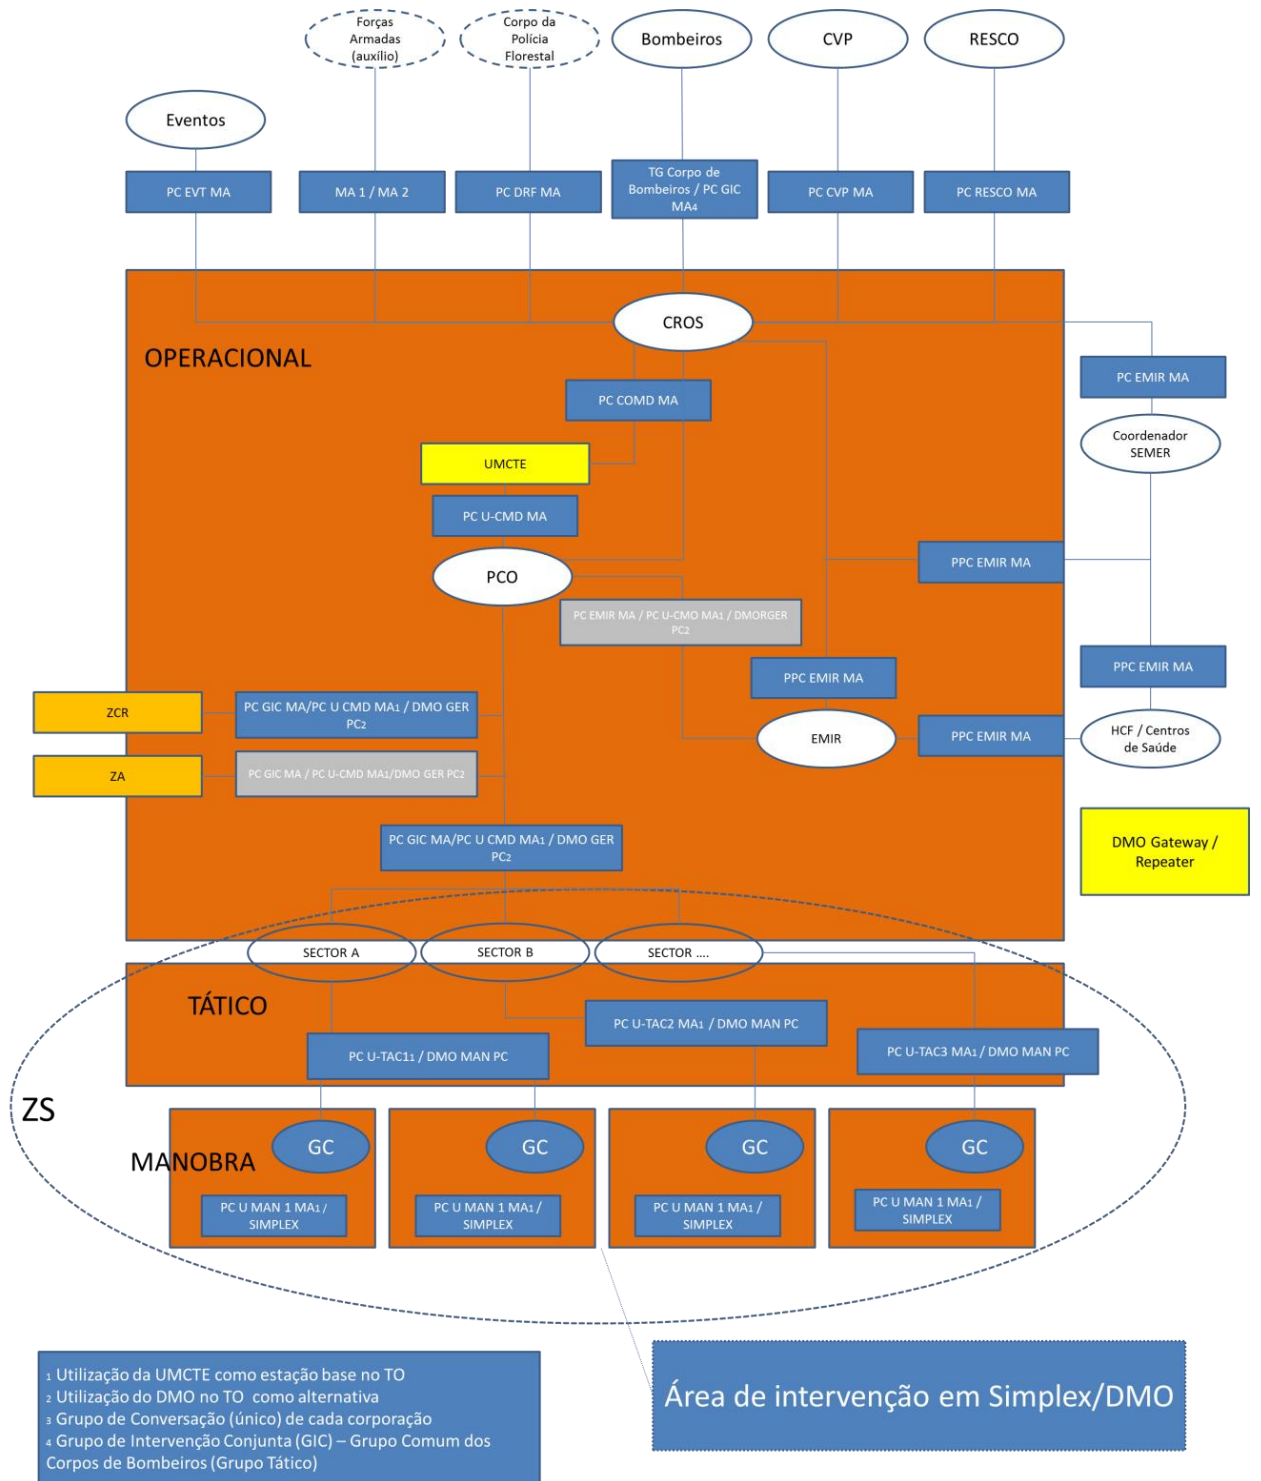 Forças
Armadas
(auxílio)
Corpo da
Polícia
Florestal
Bombeiros
CVP
RESCO
Eventos
PC EVT MA
MA 1 / MA 2
PC DRF MA
TG Corpo de
Bombeiros / PC GIC
MA4
PC CVP MA
PC RESCO MA
CROS
OPERACIONAL
PC EMIR MA
PC COMD MA
Coordenador
SEMER
UMCTE
PC U-CMD MA
PPC EMIR MA
PCO
PC EMIR MA / PC U-CMO MA1 / DMORGER
PC2
PPC EMIR MA
PPC EMIR MA
ZCR
PC GIC MA/PC U CMD MA1 / DMO GER
PC2
EMIR
PPC EMIR MA
HCF / Centros
de Saúde
ZA
PC GIC MA / PC U-CMD MA1/DMO GER PC2
PC GIC MA/PC U CMD MA1 / DMO GER
PC2
DMO Gateway /
Repeater
SECTOR A
SECTOR B
SECTOR ....
TÁTICO
PC U-TAC2 MA1 / DMO MAN PC
PC U-TAC11 / DMO MAN PC
PC U-TAC3 MA1 / DMO MAN PC
ZS
MANOBRA
GC
GC
GC
GC
PC U MAN 1 MA1 /
SIMPLEX
PC U MAN 1 MA1 /
SIMPLEX
PC U MAN 1 MA1 /
SIMPLEX
PC U MAN 1 MA1 /
SIMPLEX
1 Utilização da UMCTE como estação base no TO
2 Utilização do DMO no TO como alternativa
3 Grupo de Conversação (único) de cada corporação
4 Grupo de Intervenção Conjunta (GIC) – Grupo Comum dos
Corpos de Bombeiros (Grupo Tático)
Área de intervenção em Simplex/DMO